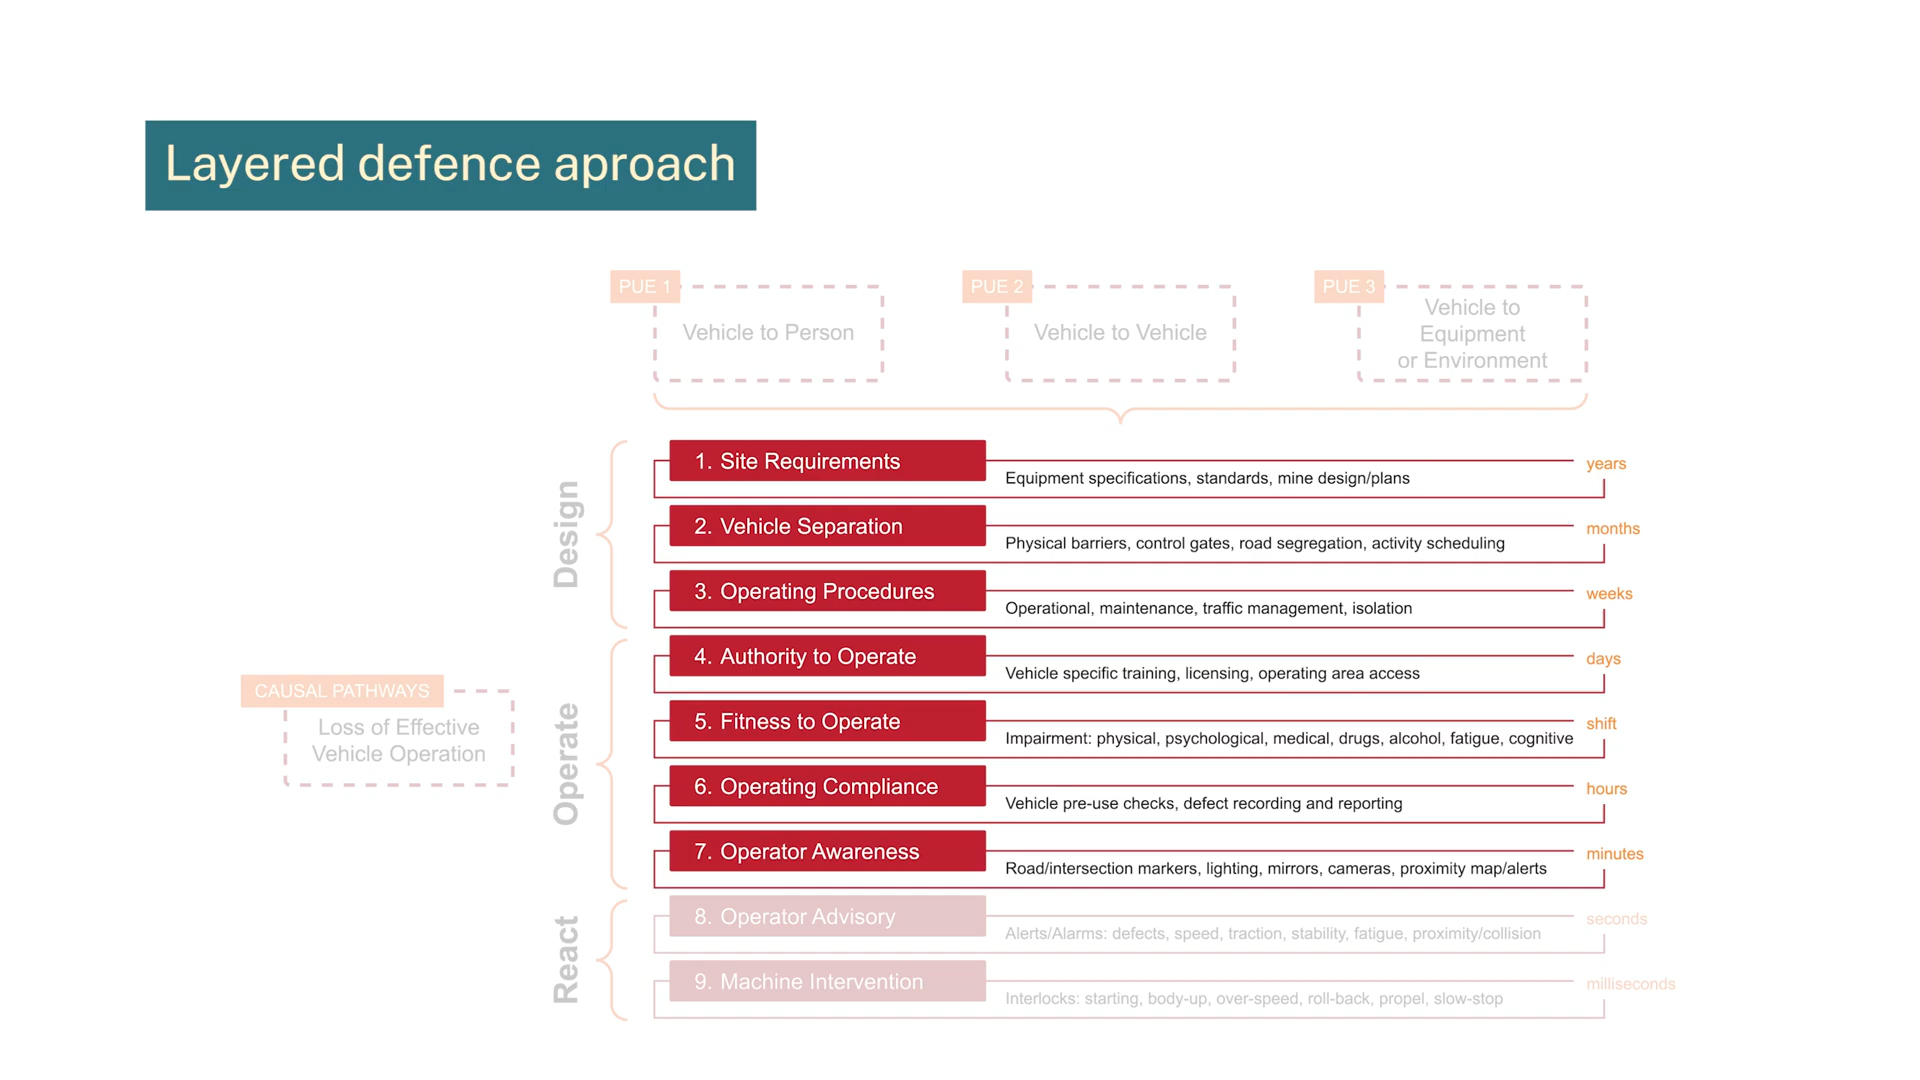 Layered defence aproach
PUE 1
Vehicle to Person
PUE 2
Vehicle to Vehicle
PUE 3
Vehicle to
Equipment
or Environment
Design
1. Site Requirements
Equipment specifications, standards, mine design/plans
years
2. Vehicle Separation
Physical barriers, control gates, road segregation, activity scheduling
months
3. Operating Procedures
Operational, maintenance, traffic management, isolation
weeks
CAUSAL PATHWAYS
Loss of Effective
Vehicle Operation
Operate
4. Authority to Operate
Vehicle specific training, licensing, operating area access
days
5. Fitness to Operate
Impairment: physical, psychological, medical, drugs, alcohol, fatigue, cognitive
shift
6. Operating Compliance
Vehicle pre-use checks, defect recording and reporting
hours
7. Operator Awareness
Road/intersection markers, lighting, mirrors, cameras, proximity map/alerts
minutes
React
8. Operator Advisory
Alerts/Alarms: defects, speed, traction, stability, fatigue, proximity/collision
seconds
9. Machine Intervention
Interlocks: starting, body-up, over-speed, roll-back, propel, slow-stop
milliseconds